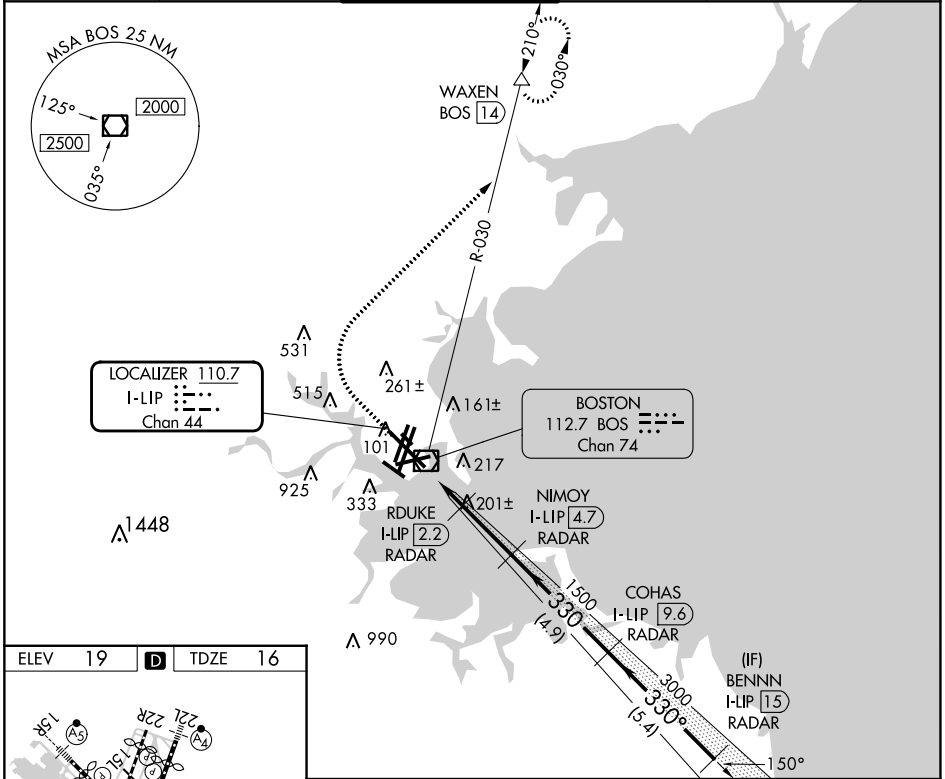 MSA BOS 25 NM
125°
2000
2500
035°
210°
030°
WAXEN
BOS 14
R-030
531
515
261±
161±
101
217
925
333
201±
1448
990
LOCALIZER 110.7
I-LIP
Chan 44
BOSTON
112.7 BOS
Chan 74
RDUKE
I-LIP 2.2
RADAR
NIMOY
I-LIP 4.7
RADAR
1500
330
(4.9)
COHAS
I-LIP 9.6
RADAR
3000
330°
(5.4)
(IF)
BENNN
I-LIP 15
RADAR
150°
ELEV 19 D TDZE 16
15R
A5
15L
22R
22L
A4
P
P